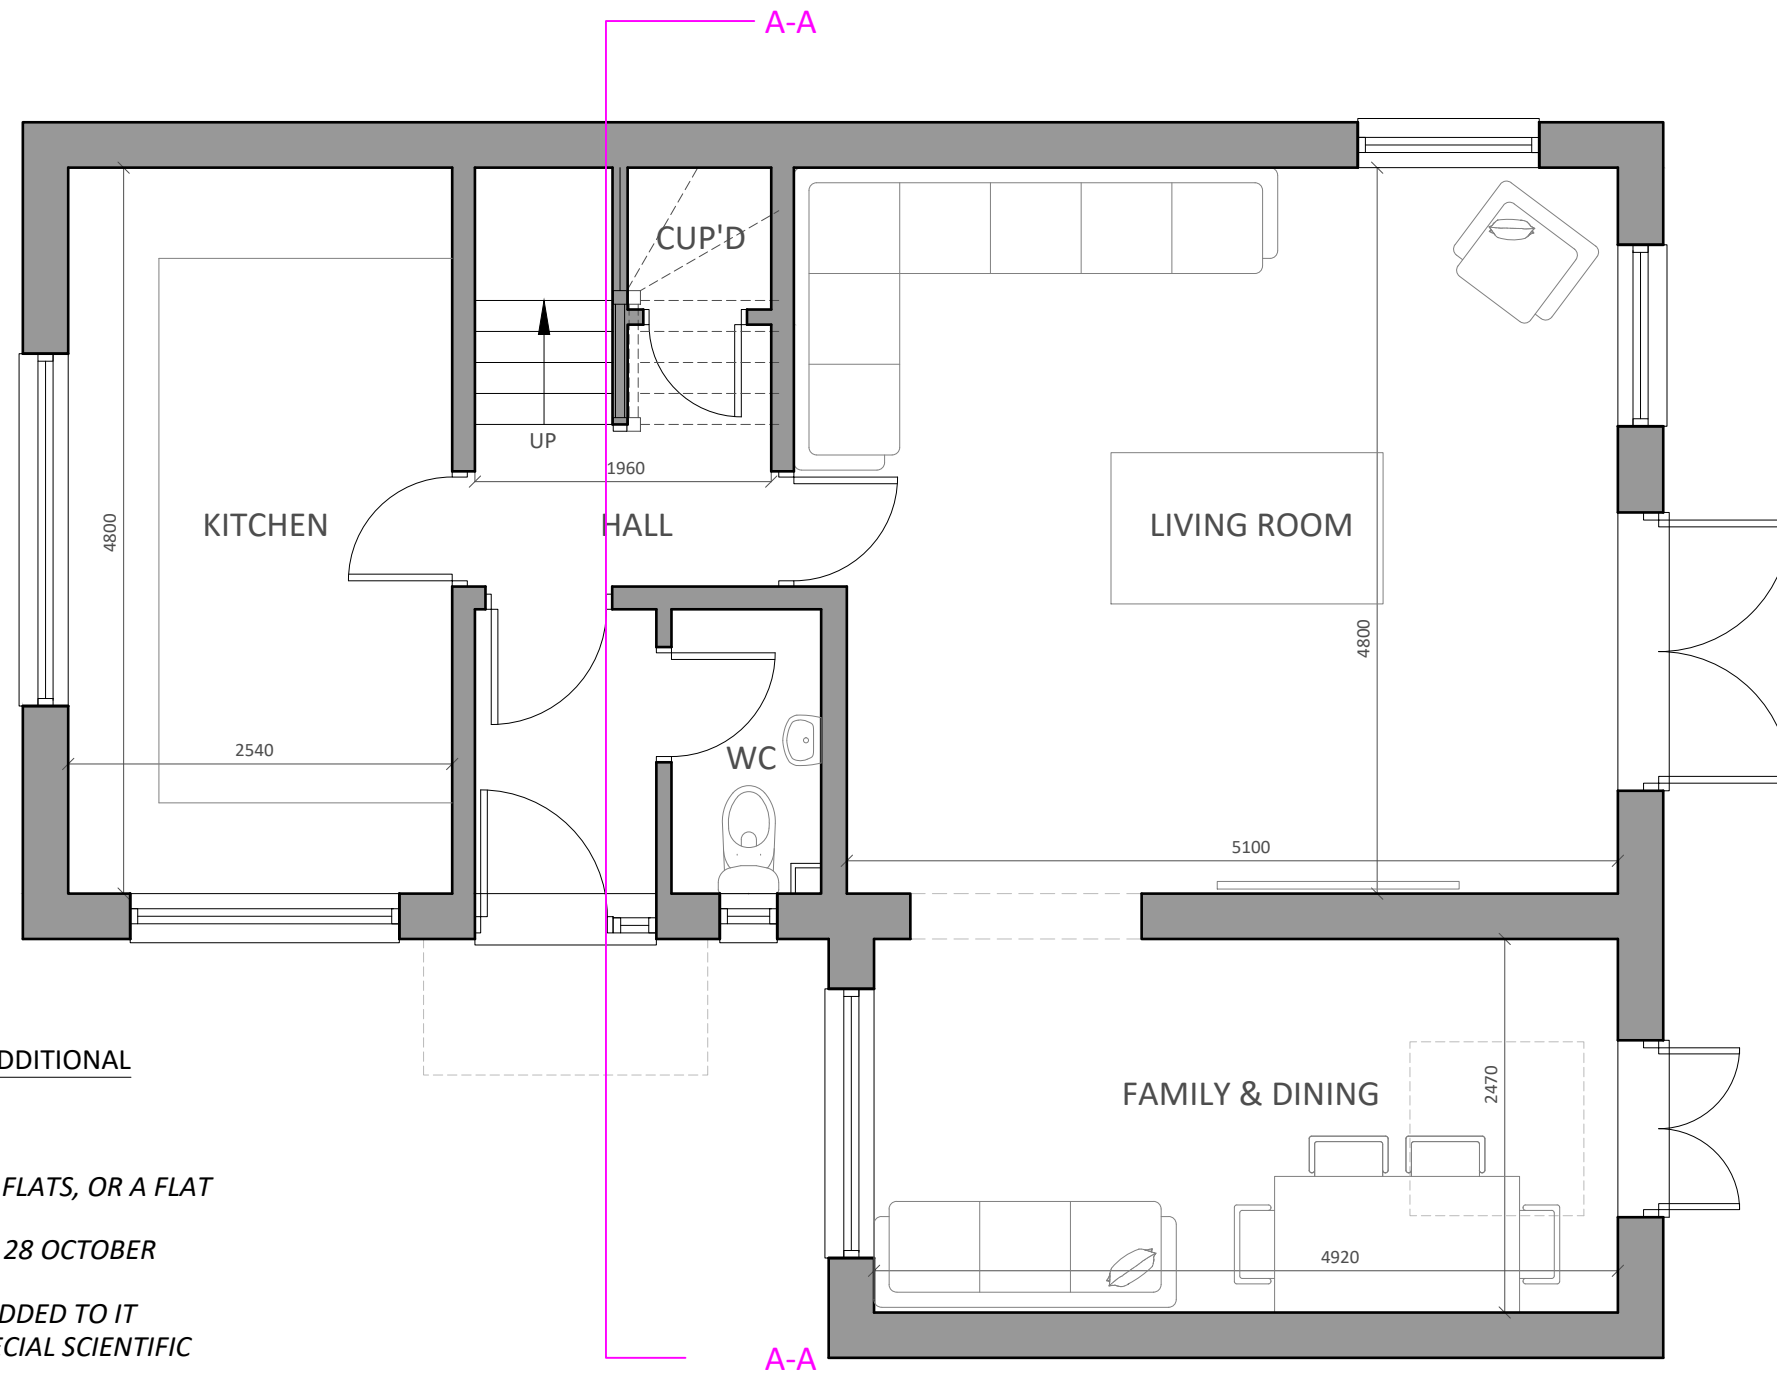 A-A
CUP'D
UP
1960
KITCHEN
HALL
LIVING ROOM
4800
4800
2540
WC
5100
DDITIONAL
FAMILY & DINING
2470
FLATS, OR A FLAT
28 OCTOBER
4920
DDED TO IT
ECIAL SCIENTIFIC
A-A